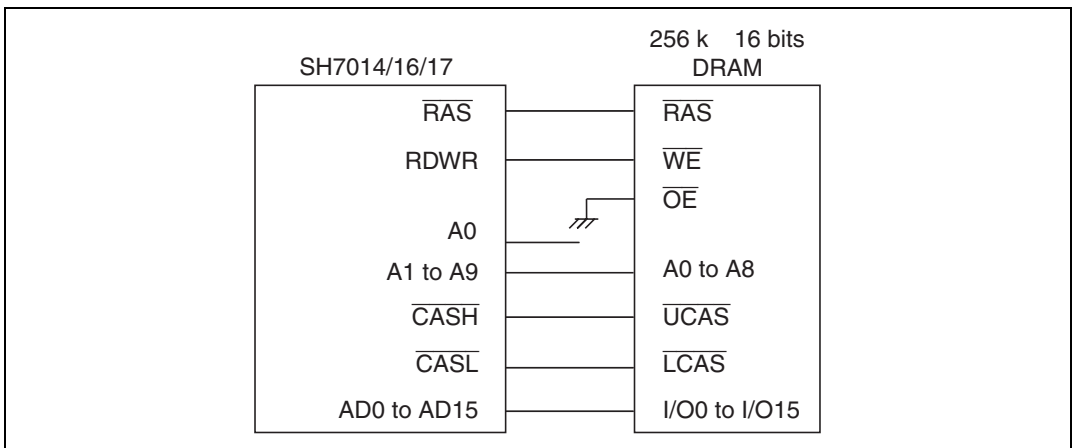 256 k 16 bits
SH7014/16/17 DRAM
RAS RAS
RDWR WE
OE
A0
A1 to A9 A0 to A8
CASH UCAS
CASL LCAS
AD0 to AD15 I/O0 to I/O15